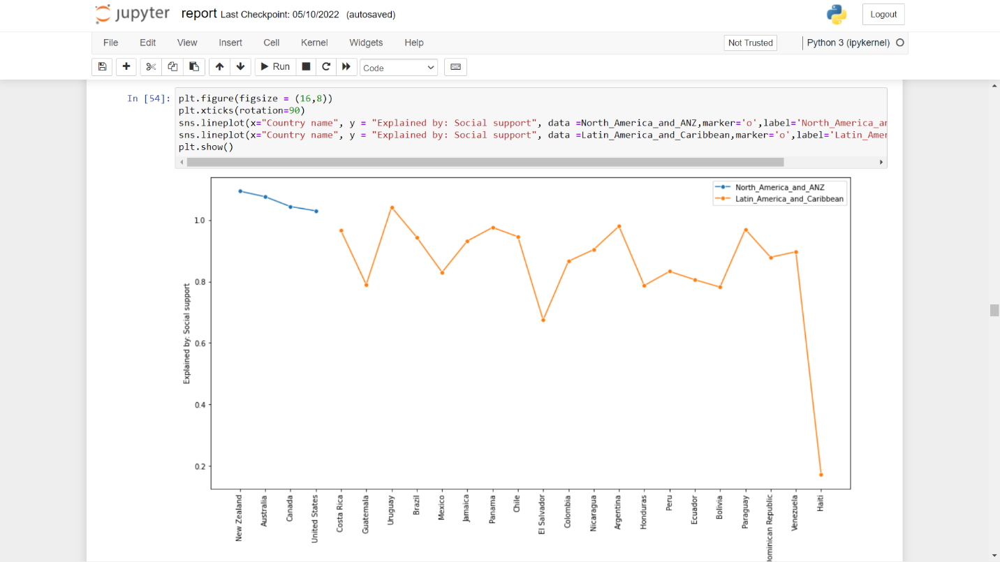 jupyter report Last Checkpoint: 05/10/2022 (autosaved)
Logout
File Edit View Insert Cell Kernel Widgets Help
Not Trusted
Python 3 (ipykernel)
Run
Code
In [54]: plt.figure(figsize = (16,8))
plt.xticks(rotation=90)
sns.lineplot(x="Country name", y = "Explained by: Social support", data =North_America_and_ANZ,marker='o',label='North_America_an
sns.lineplot(x="Country name", y = "Explained by: Social support", data =Latin_America_and_Caribbean,marker='o',label='Latin_Amer
plt.show()
North_America_and_ANZ
Latin_America_and_Caribbean
1.0
0.8
0.6
0.4
0.2
Explained by: Social support
New Zealand
Australia
Canada
United States
Costa Rica
Guatemala
Uruguay
Brazil
Mexico
Jamaica
Panama
Chile
El Salvador
Colombia
Nicaragua
Argentina
Honduras
Peru
Ecuador
Bolivia
Paraguay
Dominican Republic
Venezuela
Haiti